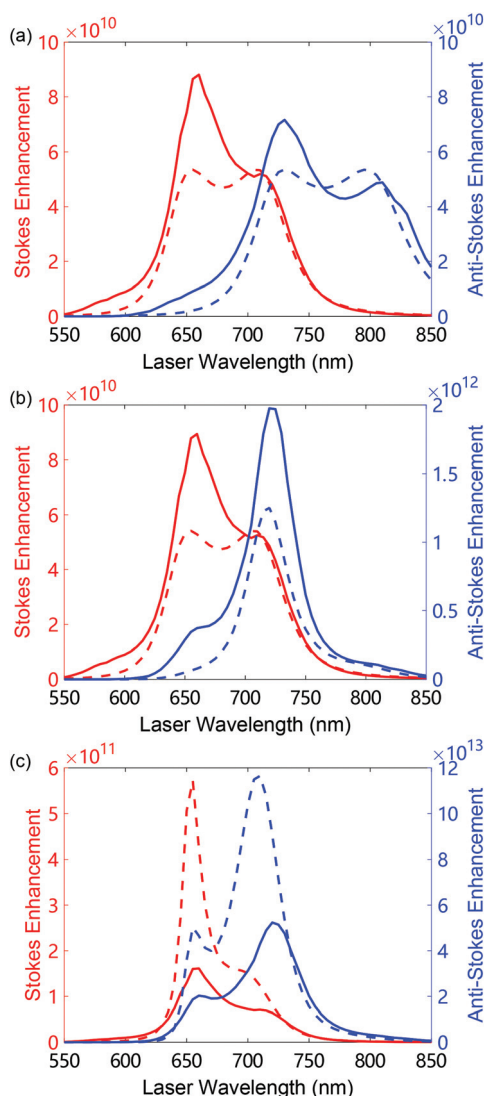 (a)
×10^10
×10^10
10
8
6
4
2
0
Stokes Enhancement
10
8
6
4
2
0
Anti-Stokes Enhancement
550 600 650 700 750 800 850
Laser Wavelength (nm)
(b)
×10^10
×10^12
10
8
6
4
2
0
Stokes Enhancement
2
1.5
1
0.5
0
Anti-Stokes Enhancement
550 600 650 700 750 800 850
Laser Wavelength (nm)
(c)
×10^11
×10^13
6
5
4
3
2
1
0
Stokes Enhancement
12
10
8
6
4
2
0
Anti-Stokes Enhancement
550 600 650 700 750 800 850
Laser Wavelength (nm)